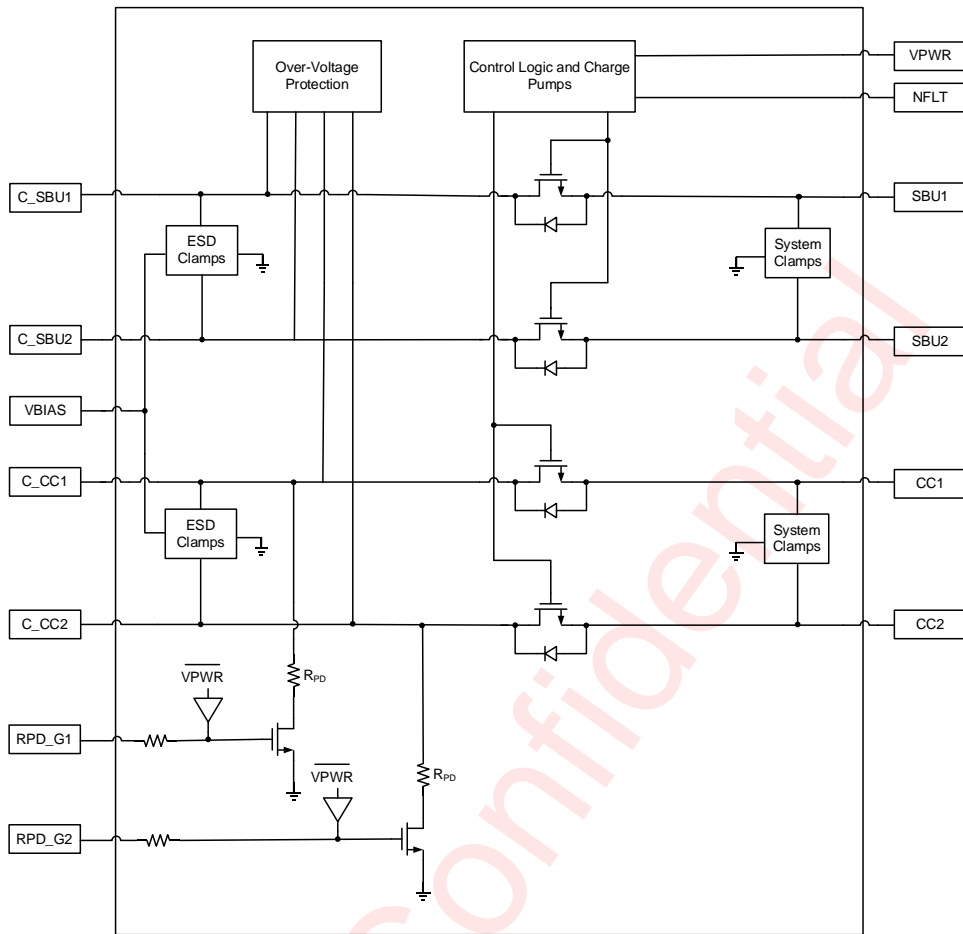 Over-Voltage
Protection
Control Logic and Charge
Pumps
VPWR
NFLT
C_SBU1
SBU1
ESD
Clamps
System
Clamps
C_SBU2
SBU2
VBIAS
C_CC1
CC1
ESD
Clamps
System
Clamps
C_CC2
CC2
VPWR
RPD
RPD_G1
VPWR
RPD
RPD_G2
Confidential